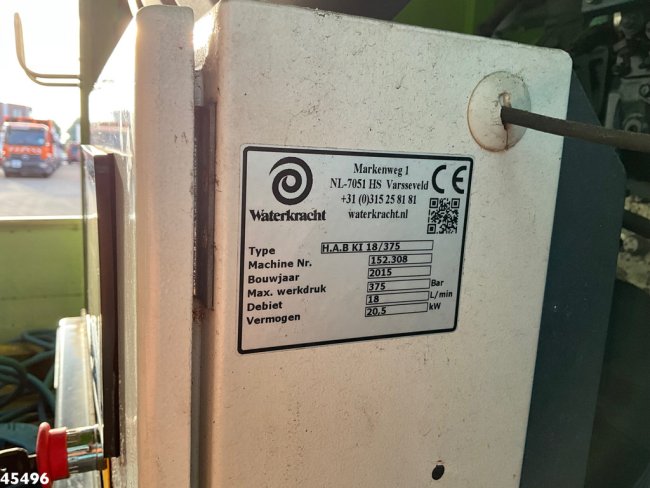 Markenweg 1
NL-7051 HS Varsseveld
+31 (0)315 25 81 81
waterkracht.nl
CE
Waterkracht
Type H.A.B KI 18/375
Machine Nr. 152.308
Bouwjaar 2015
Max. werkdruk 375 Bar
Debiet 18 L/min
Vermogen 20.5 kW
45496